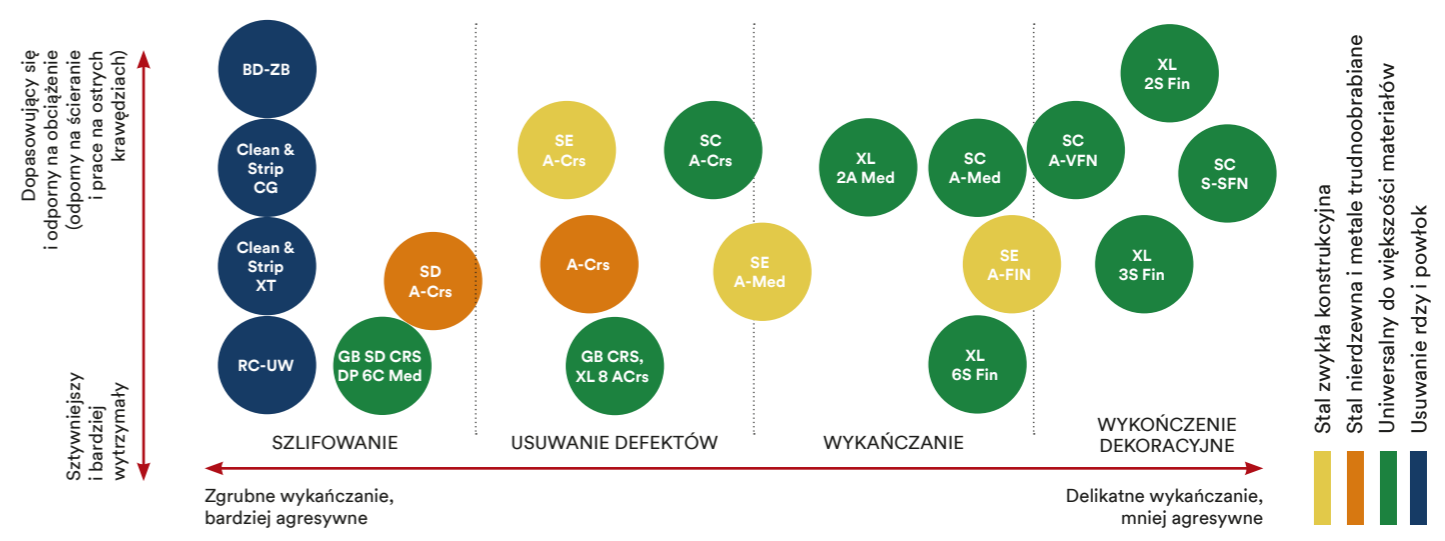 Dopasowujący się
i odporny na obciążenie
(odporny na ścieranie
i prace na ostrych
krawędziach)
Sztywniejszy
i bardziej
wytrzymały
BD-ZB
Clean &
Strip
CG
Clean &
Strip
XT
RC-UW
GB SD CRS
DP 6C Med
SD
A-Crs
SE
A-Crs
SC
A-Crs
A-Crs
GB CRS,
XL 8 ACrs
SE
A-Med
XL
2A Med
SC
A-Med
SE
A-FIN
XL
6S Fin
SC
A-VFN
XL
2S Fin
SC
S-SFN
XL
3S Fin
SZLIFOWANIE
USUWANIE DEFEKTÓW
WYKAŃCZANIE
WYKOŃCZENIE
DEKORACYJNE
Zgrubne wykańczanie,
bardziej agresywne
Delikatne wykańczanie,
mniej agresywne
Stal zwykła konstrukcyjna
Stal nierdzewna i metale trudnoobrabiane
Uniwersalny do większości materiałów
Usuwanie rdzy i powłok